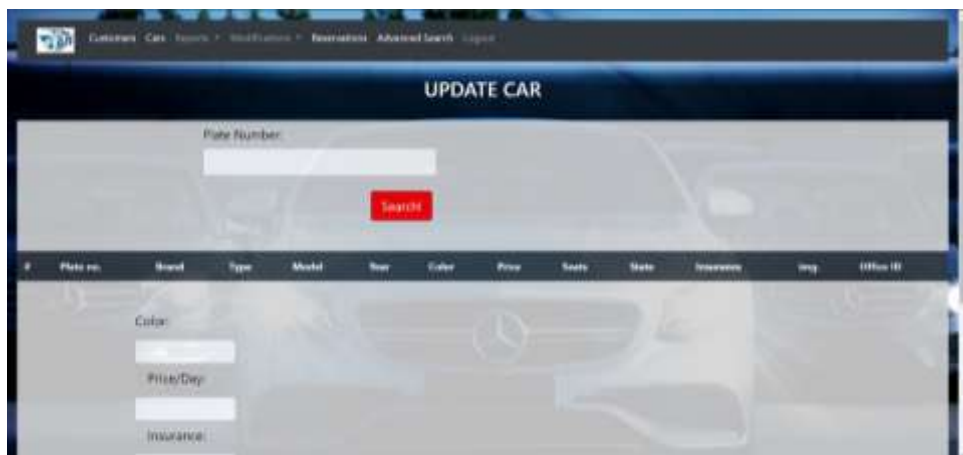 Customers Cars Reports Modifications Reservations Advanced Search Logout
UPDATE CAR
Plate Number:
Search!
# Plate no. Brand Type Model Year Color Price Seats State Insurance img Office ID
Color:
Price/Day:
Insurance: